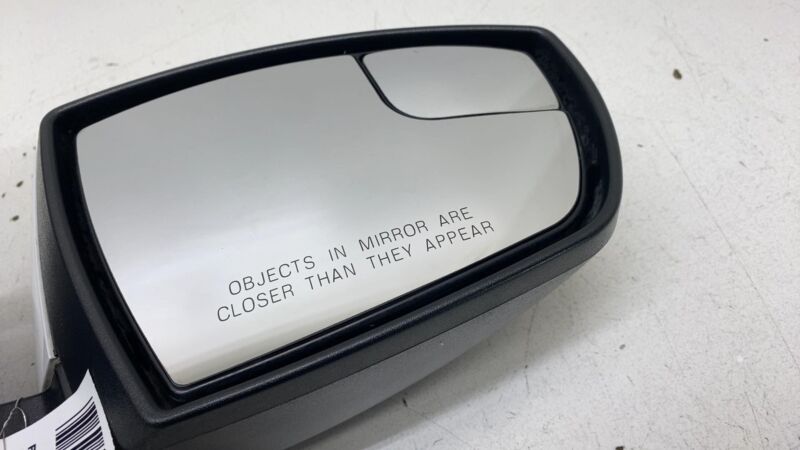 OBJECTS IN MIRROR ARE
CLOSER THAN THEY APPEAR